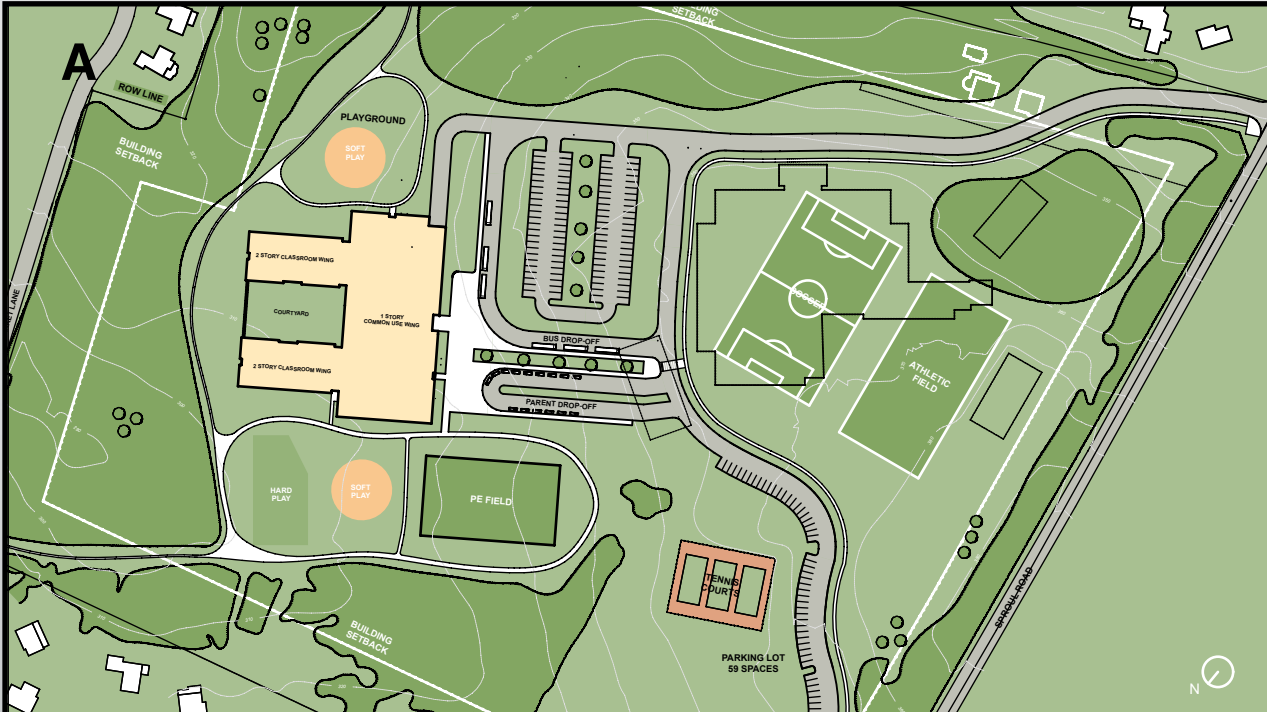 A
BUILDING
SETBACK
ROW LINE
BUILDING
SETBACK
PLAYGROUND
SOFT
PLAY
2 STORY CLASSROOM WING
COURTYARD
1 STORY
COMMON USE WING
2 STORY CLASSROOM WING
BUS DROP-OFF
PARENT DROP-OFF
SOCCER
ATHLETIC
FIELD
HARD
PLAY
SOFT
PLAY
PE FIELD
TENNIS
COURTS
SPROUL ROAD
BUILDING
SETBACK
PARKING LOT
59 SPACES
N